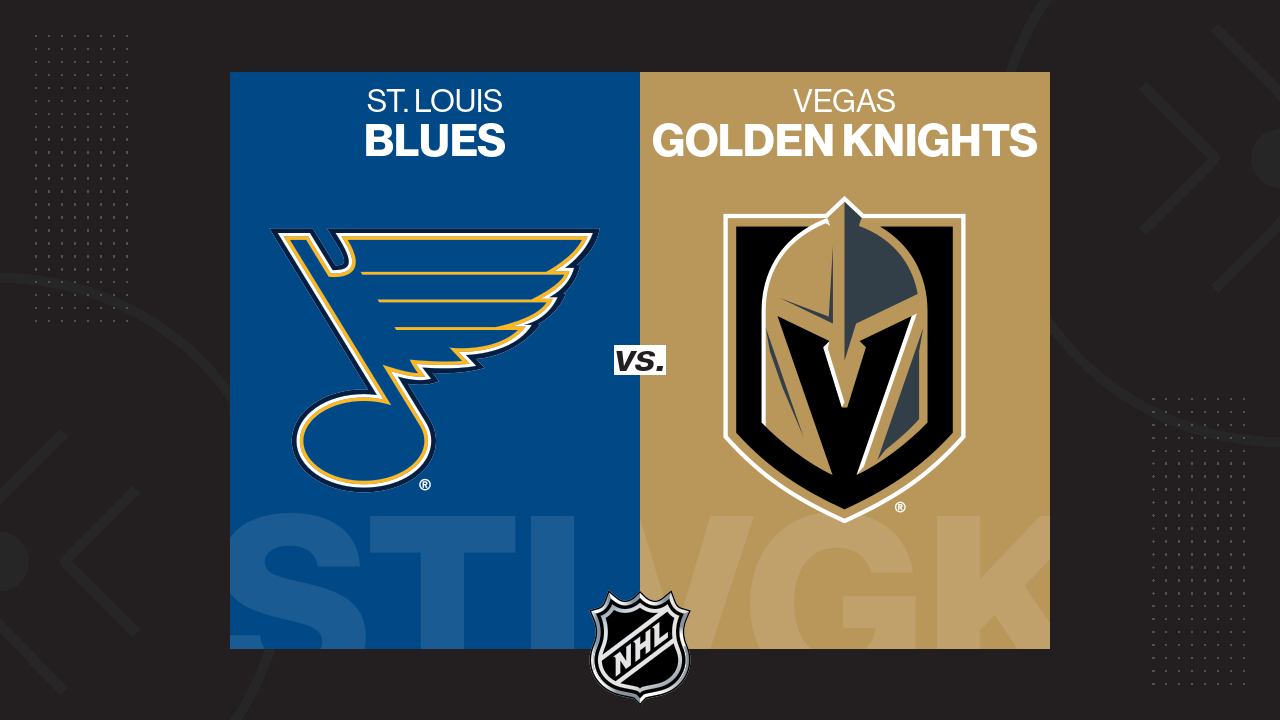 ST. LOUIS
BLUES
VEGAS
GOLDEN KNIGHTS
vs.
®
®
STL
VGK
NHL